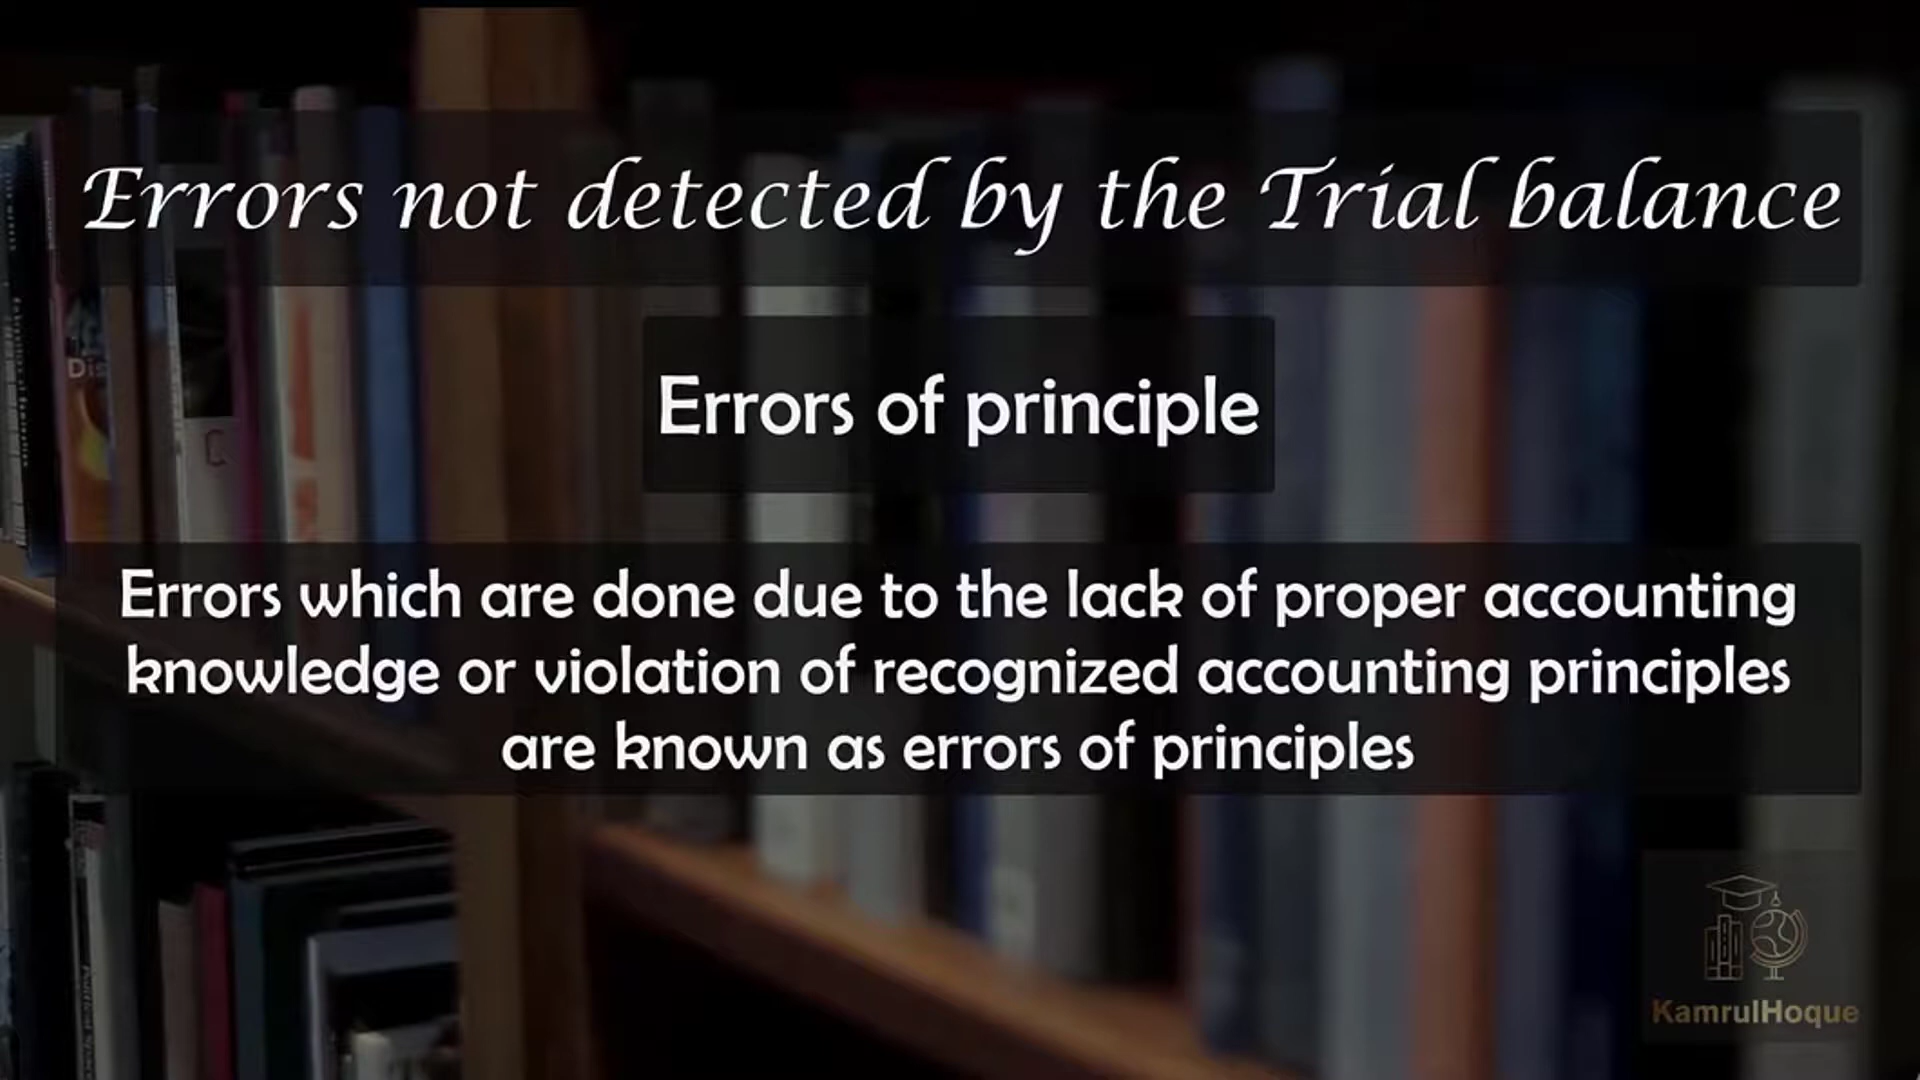 Errors not detected by the Trial balance
Errors of principle
Errors which are done due to the lack of proper accounting
knowledge or violation of recognized accounting principles
are known as errors of principles
Dis
KamrulHoque